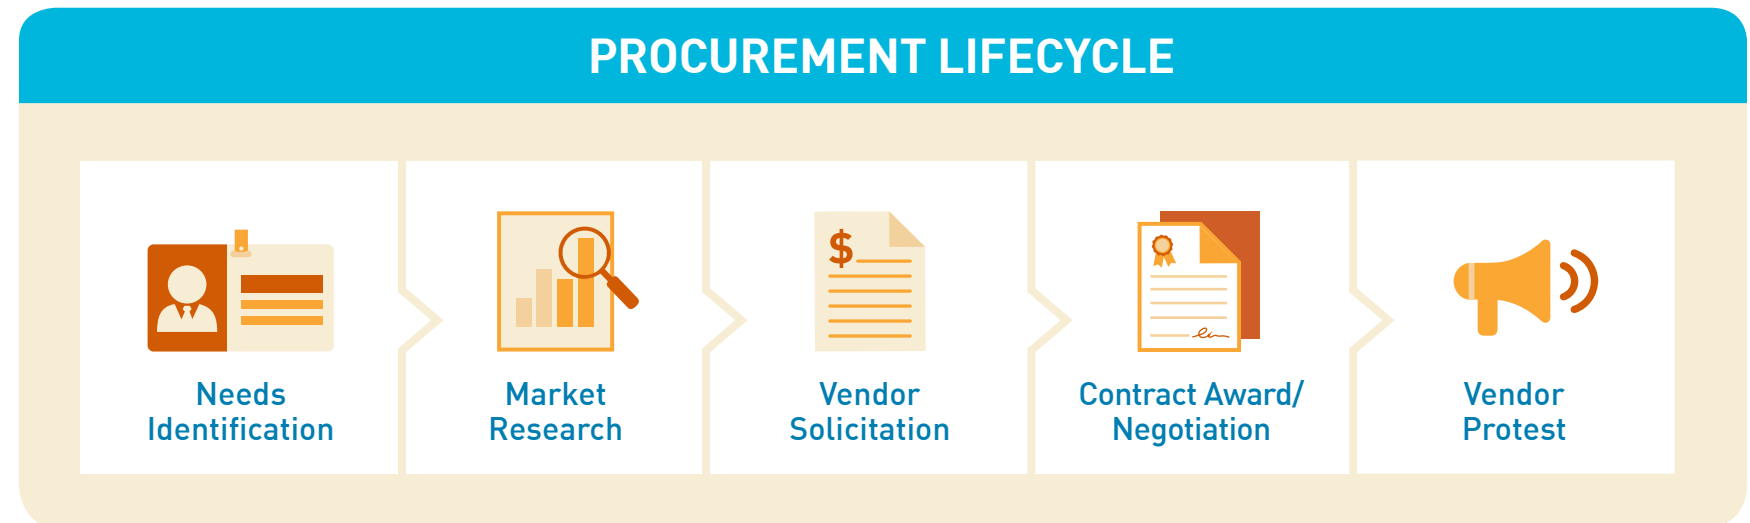 PROCUREMENT LIFECYCLE
Needs
Identification
Market
Research
$
Vendor
Solicitation
Contract Award/
Negotiation
Vendor
Protest